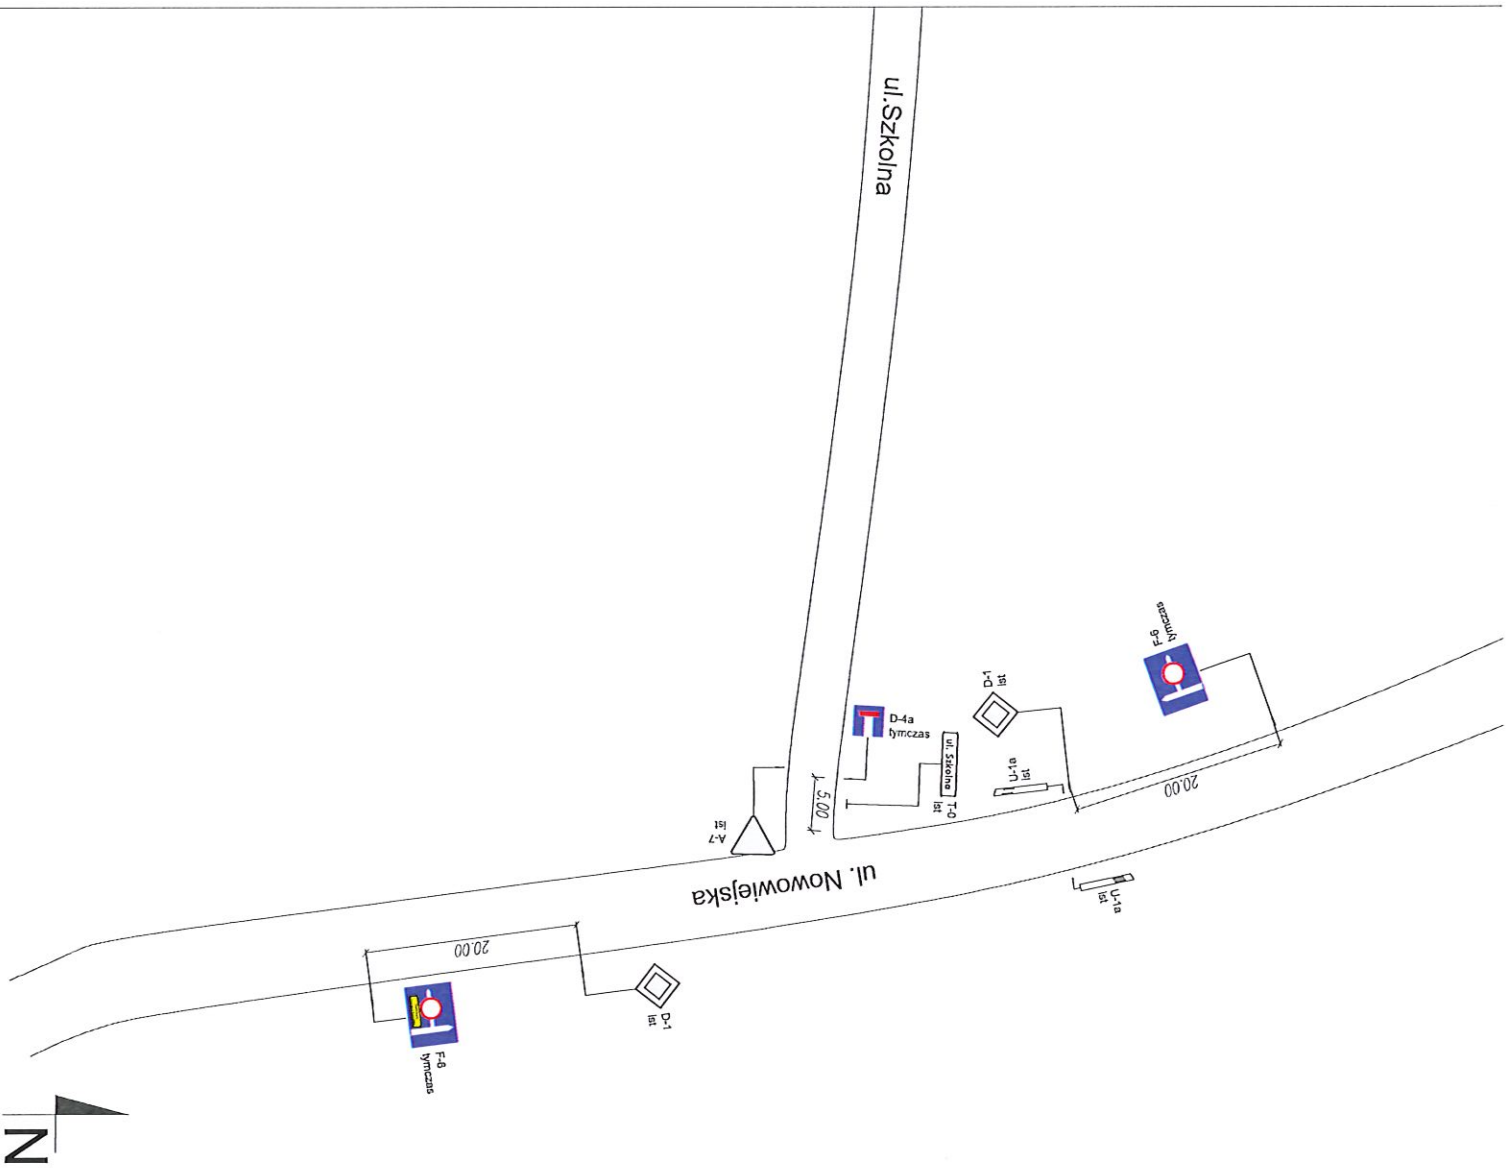 ul.Szkolna
F-6
tymczas
D-1
ist
D-4a
tymczas
ul. Szkolna
T-0
ist
U-1a
ist
20.00
5.00
A-7
ist
ul. Nowowiejska
U-1a
ist
20.00
D-1
ist
F-6
tymczas
N